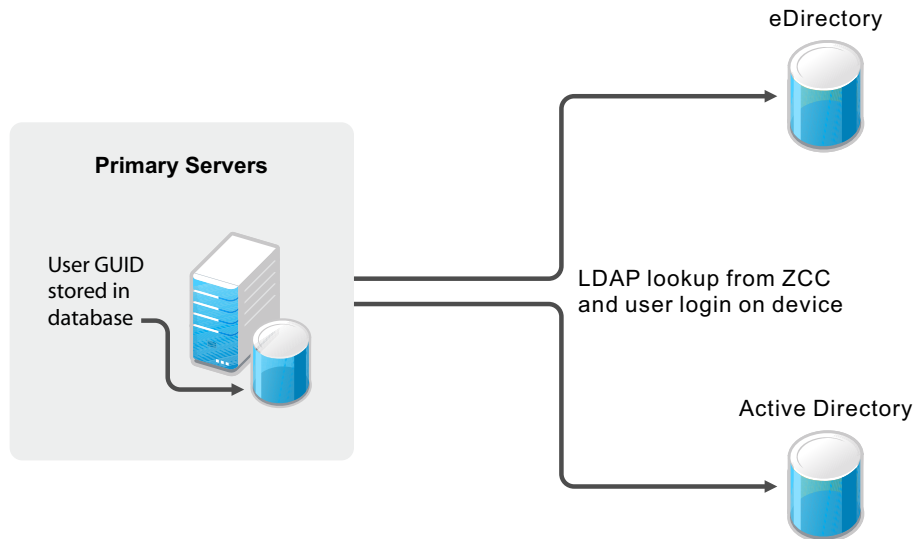 eDirectory
Primary Servers
User GUID
stored in
database
LDAP lookup from ZCC
and user login on device
Active Directory